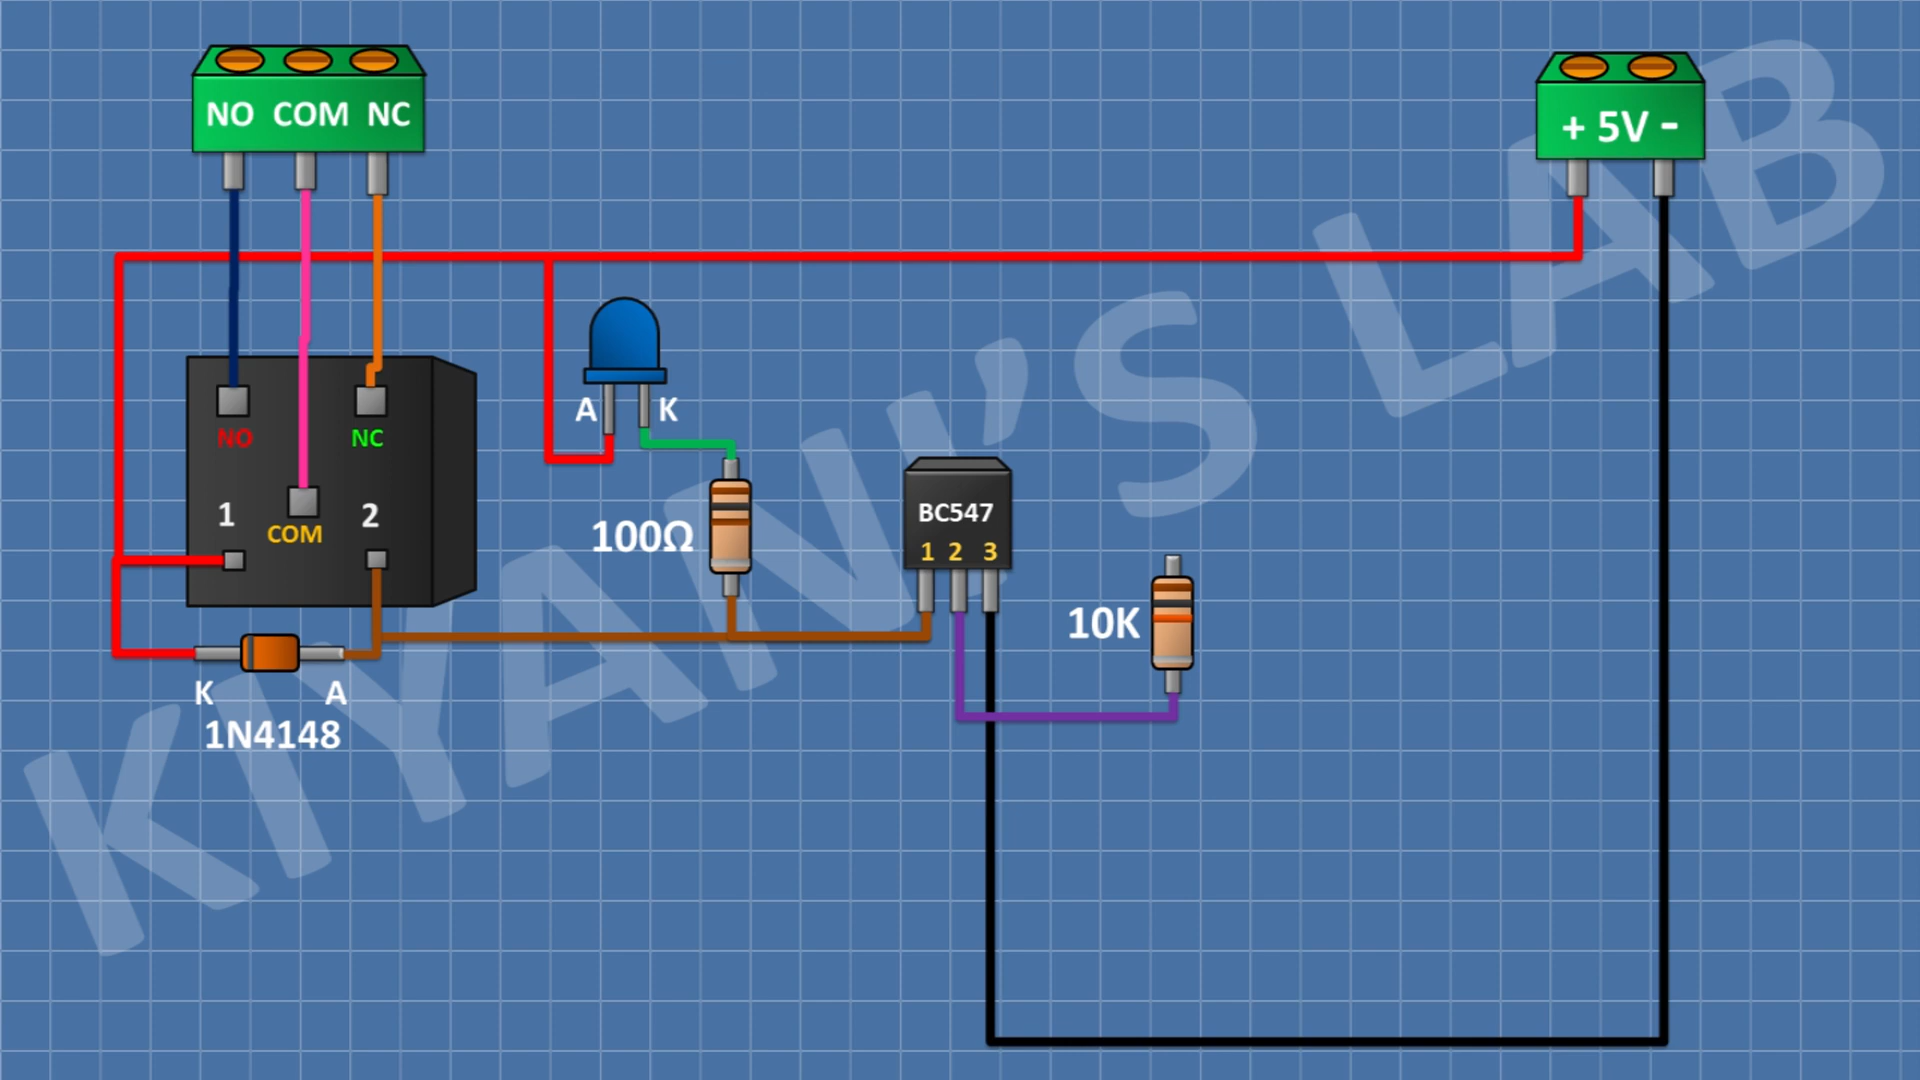 NO COM NC
+ 5V -
NO
NC
1
2
COM
A
K
100Ω
BC547
1 2 3
10K
K
A
1N4148
KIYAN'S LAB